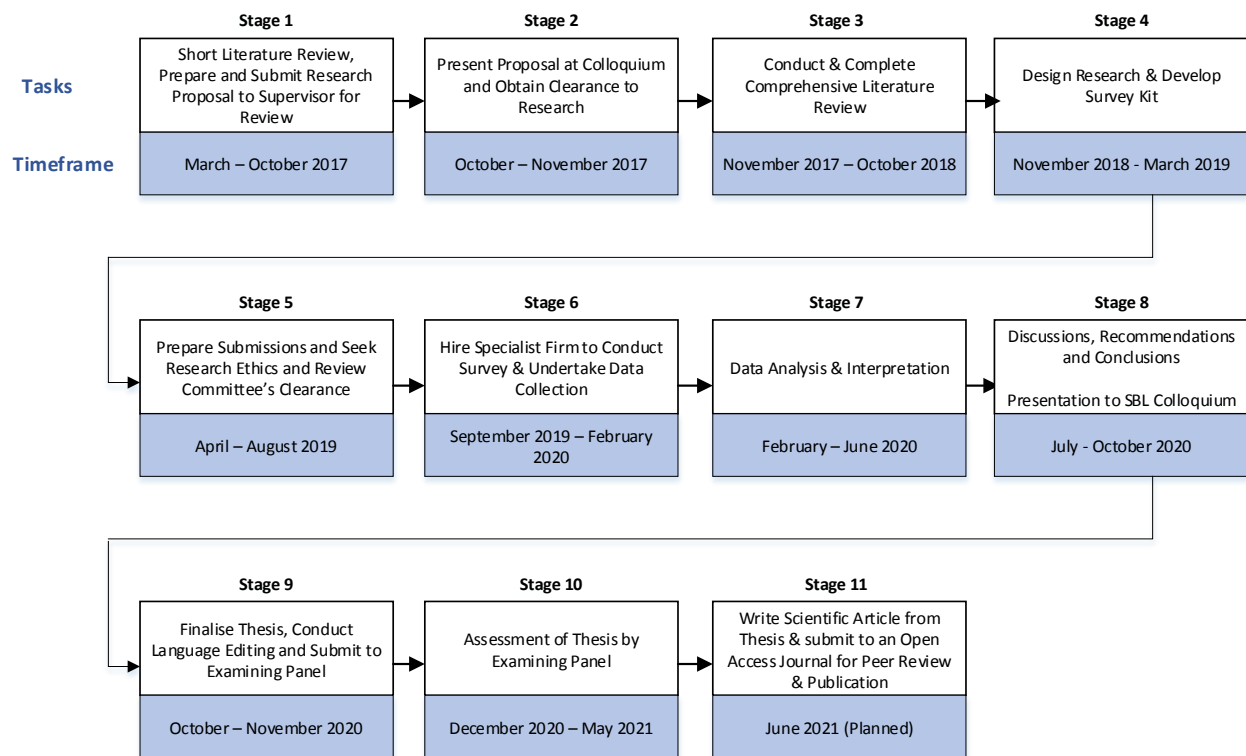 Stage 1
Stage 2
Stage 3
Stage 4
Tasks
Short Literature Review,
Prepare and Submit Research
Proposal to Supervisor for
Review
Present Proposal at Colloquium
and Obtain Clearance to
Research
Conduct & Complete
Comprehensive Literature
Review
Design Research & Develop
Survey Kit
Timeframe
March – October 2017
October – November 2017
November 2017 – October 2018
November 2018 - March 2019
Stage 5
Stage 6
Stage 7
Stage 8
Prepare Submissions and Seek
Research Ethics and Review
Committee’s Clearance
Hire Specialist Firm to Conduct
Survey & Undertake Data
Collection
Data Analysis & Interpretation
Discussions, Recommendations
and Conclusions
Presentation to SBL Colloquium
April – August 2019
September 2019 – February
2020
February – June 2020
July - October 2020
Stage 9
Stage 10
Stage 11
Finalise Thesis, Conduct
Language Editing and Submit to
Examining Panel
Assessment of Thesis by
Examining Panel
Write Scientific Article from
Thesis & submit to an Open
Access Journal for Peer Review
& Publication
October – November 2020
December 2020 – May 2021
June 2021 (Planned)